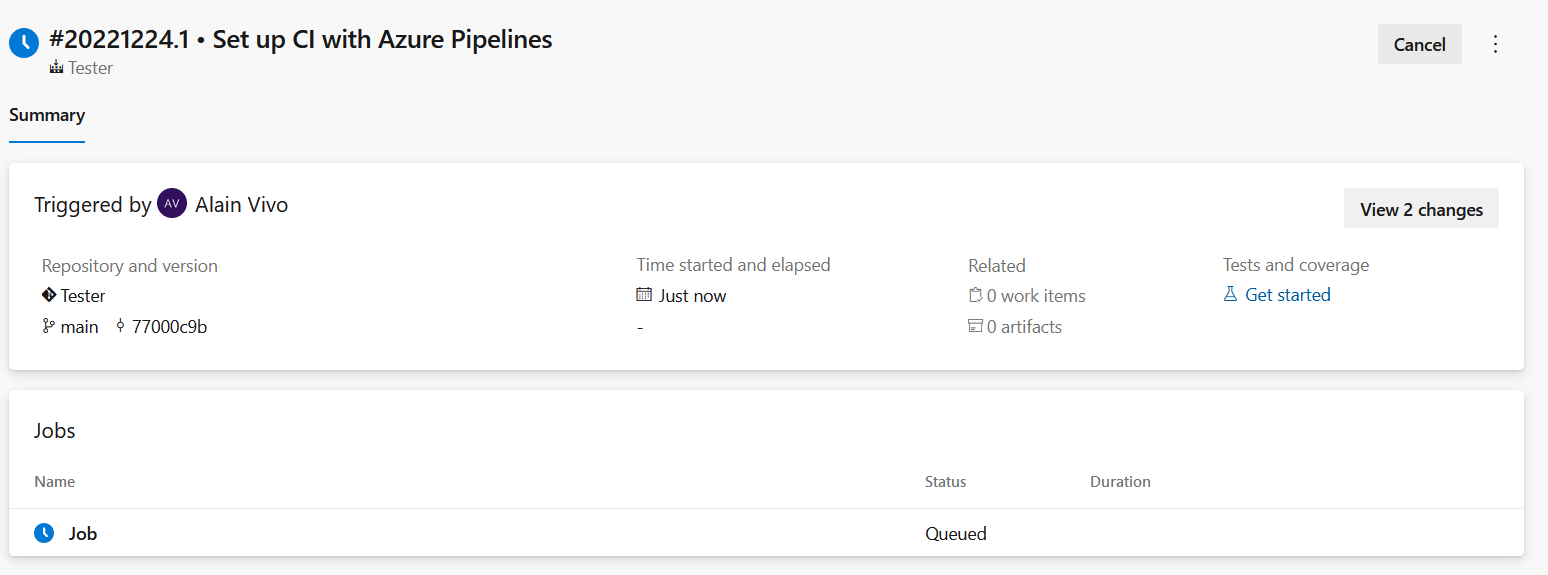 #20221224.1 • Set up CI with Azure Pipelines
Cancel
Tester
Summary
Triggered by AV Alain Vivo
View 2 changes
Repository and version
Time started and elapsed
Related
Tests and coverage
Tester
Just now
0 work items
Get started
main 77000c9b
-
0 artifacts
Jobs
Name Status Duration
Job Queued